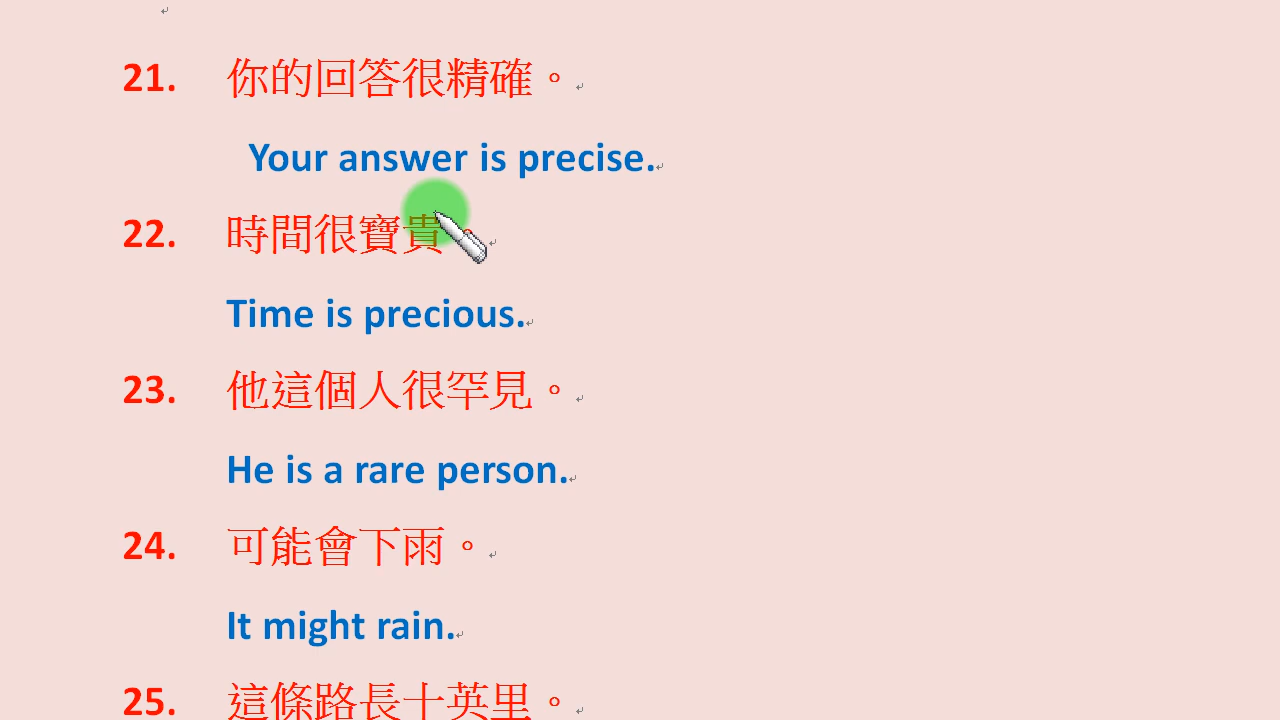 21. 你的回答很精確。
Your answer is precise.
22. 時間很寶貴。
Time is precious.
23. 他這個人很罕見。
He is a rare person.
24. 可能會下雨。
It might rain.
25. 這條路長十英里。